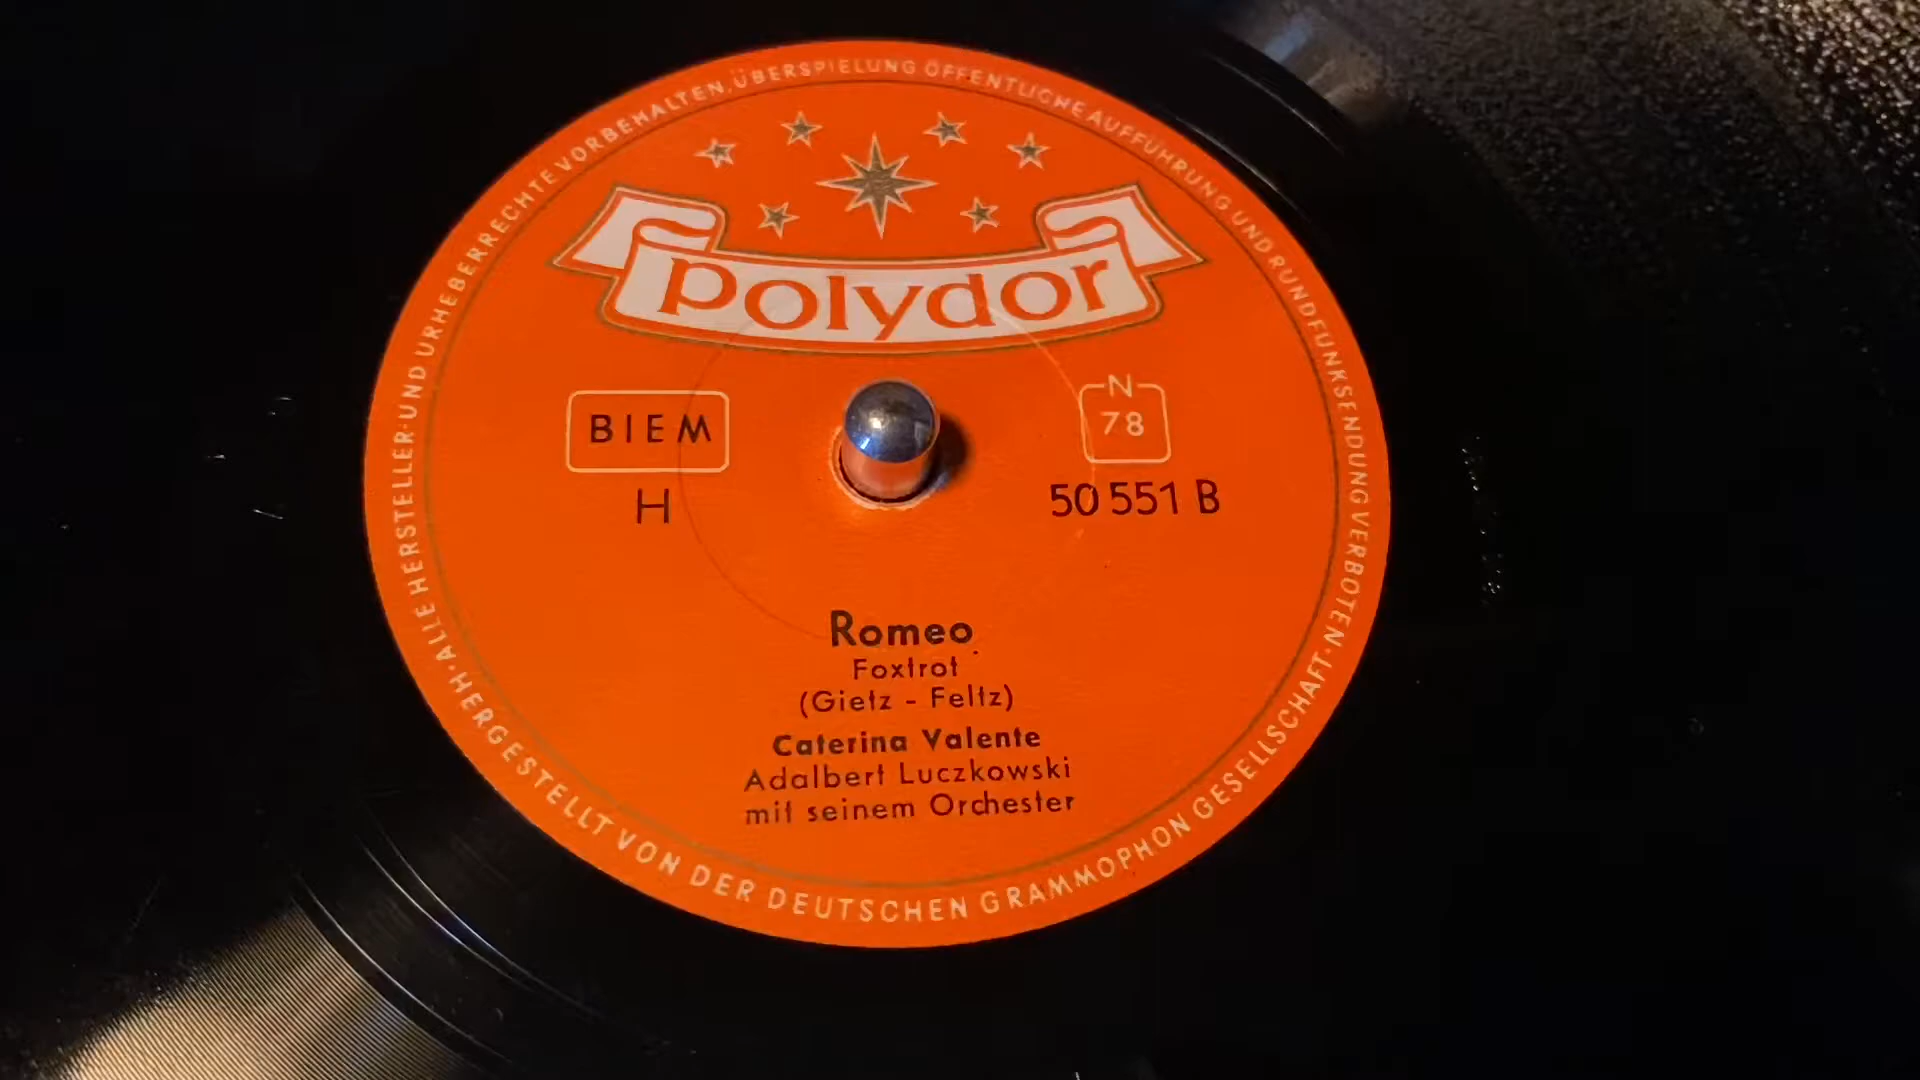 ALLE HERSTELLER- UND URHEBERRECHTE VORBEHALTEN, ÜBERSPIELUNG ÖFFENTLICHE AUFFÜHRUNG UND RUNDFUNKSENDUNG VERBOTEN.
polydor
BIEM
H
N
78
50 551 B
Romeo
Foxtrot
(Gietz - Feltz)
Caterina Valente
Adalbert Luczkowski
mit seinem Orchester
HERGESTELLT VON DER DEUTSCHEN GRAMMOPHON GESELLSCHAFT